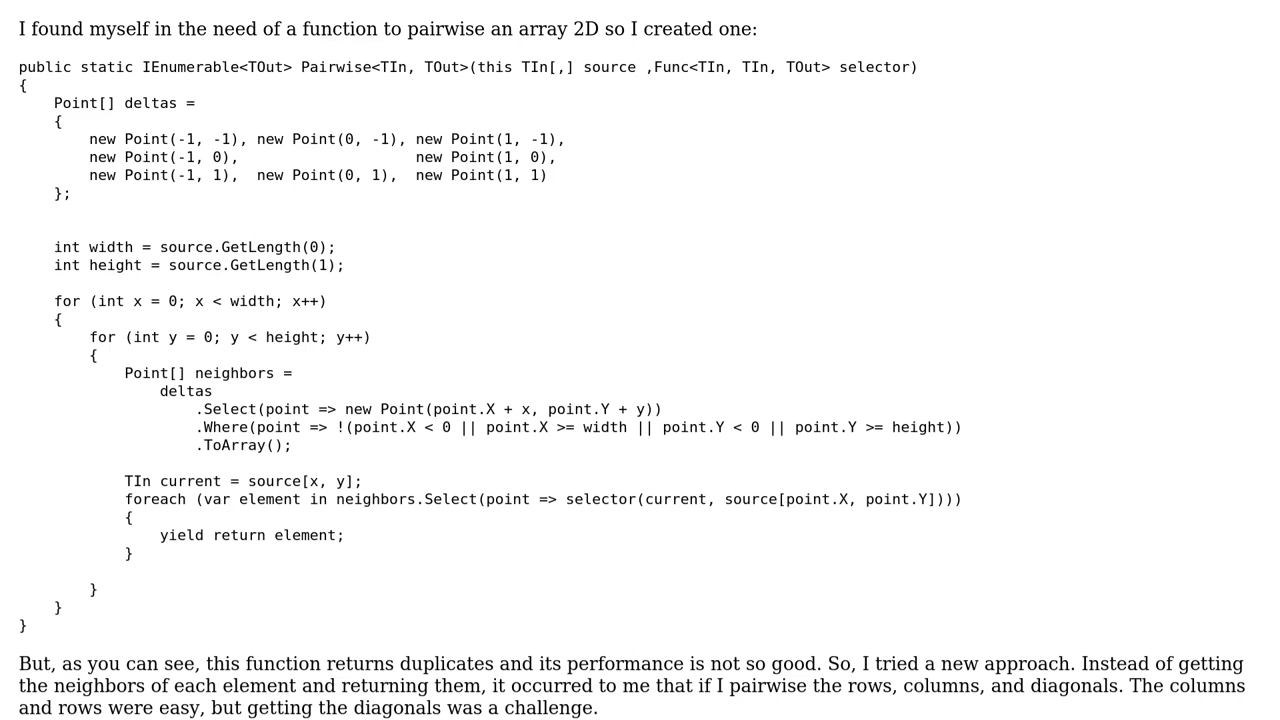 I found myself in the need of a function to pairwise an array 2D so I created one:
public static IEnumerable<TOut> Pairwise<TIn, TOut>(this TIn[,] source ,Func<TIn, TIn, TOut> selector)
{
    Point[] deltas =
    {
        new Point(-1, -1), new Point(0, -1), new Point(1, -1),
        new Point(-1, 0),                    new Point(1, 0),
        new Point(-1, 1),  new Point(0, 1),  new Point(1, 1)
    };
    int width = source.GetLength(0);
    int height = source.GetLength(1);
    for (int x = 0; x < width; x++)
    {
        for (int y = 0; y < height; y++)
        {
            Point[] neighbors =
                deltas
                    .Select(point => new Point(point.X + x, point.Y + y))
                    .Where(point => !(point.X < 0 || point.X >= width || point.Y < 0 || point.Y >= height))
                    .ToArray();
            TIn current = source[x, y];
            foreach (var element in neighbors.Select(point => selector(current, source[point.X, point.Y])))
            {
                yield return element;
            }
        }
    }
}
But, as you can see, this function returns duplicates and its performance is not so good. So, I tried a new approach. Instead of getting
the neighbors of each element and returning them, it occurred to me that if I pairwise the rows, columns, and diagonals. The columns
and rows were easy, but getting the diagonals was a challenge.